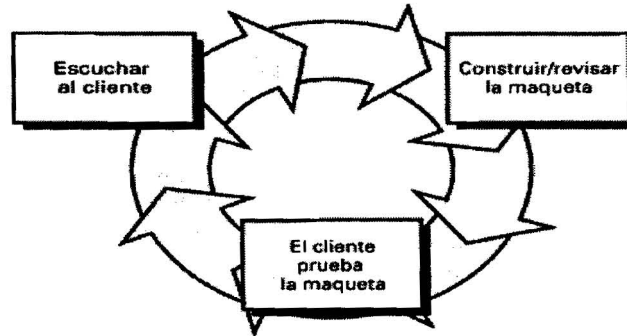 Escuchar
al cliente
Construir/revisar
la maqueta
El cliente
prueba
la maqueta